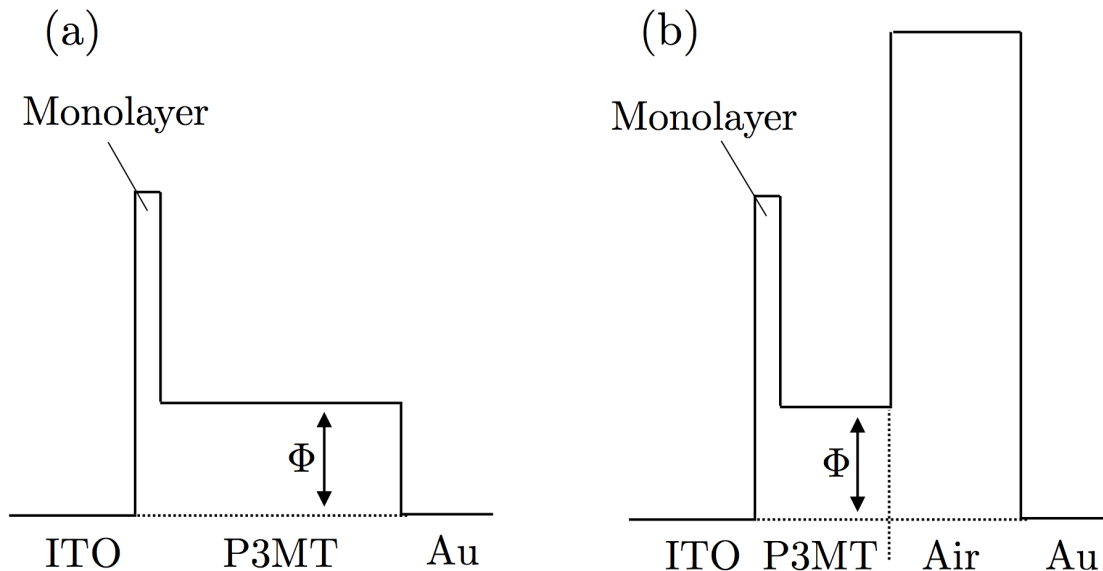 (a)
Monolayer
Φ
ITO P3MT Au
(b)
Monolayer
Φ
ITO P3MT Air Au